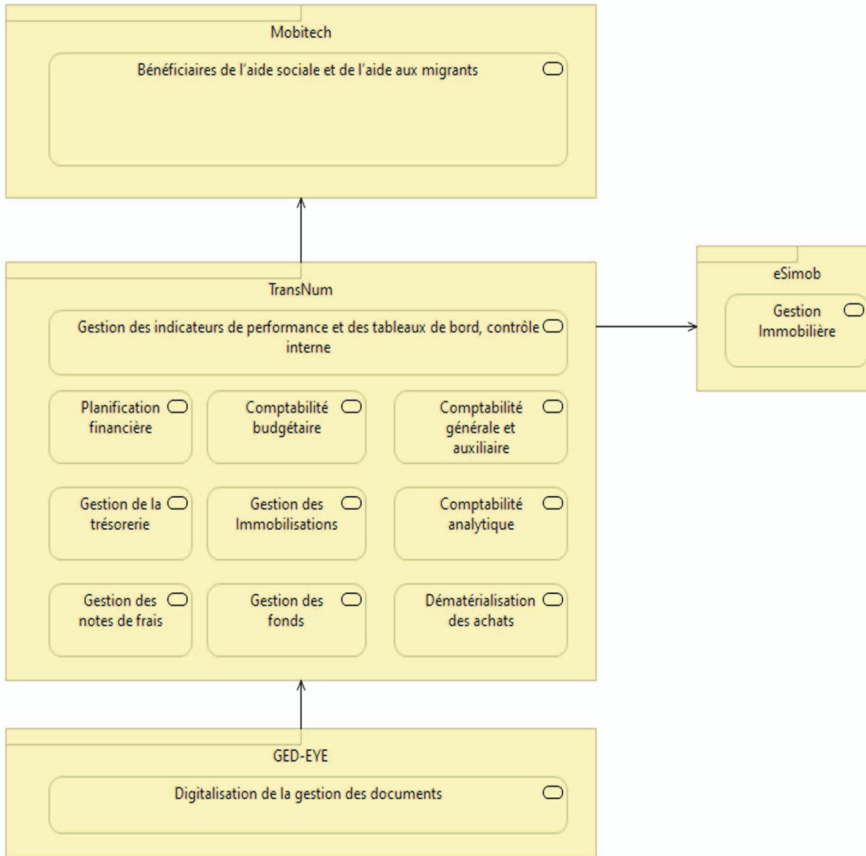 Mobitech
Bénéficiaires de l'aide sociale et de l'aide aux migrants
TransNum
Gestion des indicateurs de performance et des tableaux de bord, contrôle
interne
Planification
financière
Comptabilité
budgétaire
Comptabilité
générale et
auxiliaire
Gestion de la
trésorerie
Gestion des
Immobilisations
Comptabilité
analytique
Gestion des
notes de frais
Gestion des
fonds
Dématérialisation
des achats
eSimob
Gestion
Immobilière
GED-EYE
Digitalisation de la gestion des documents